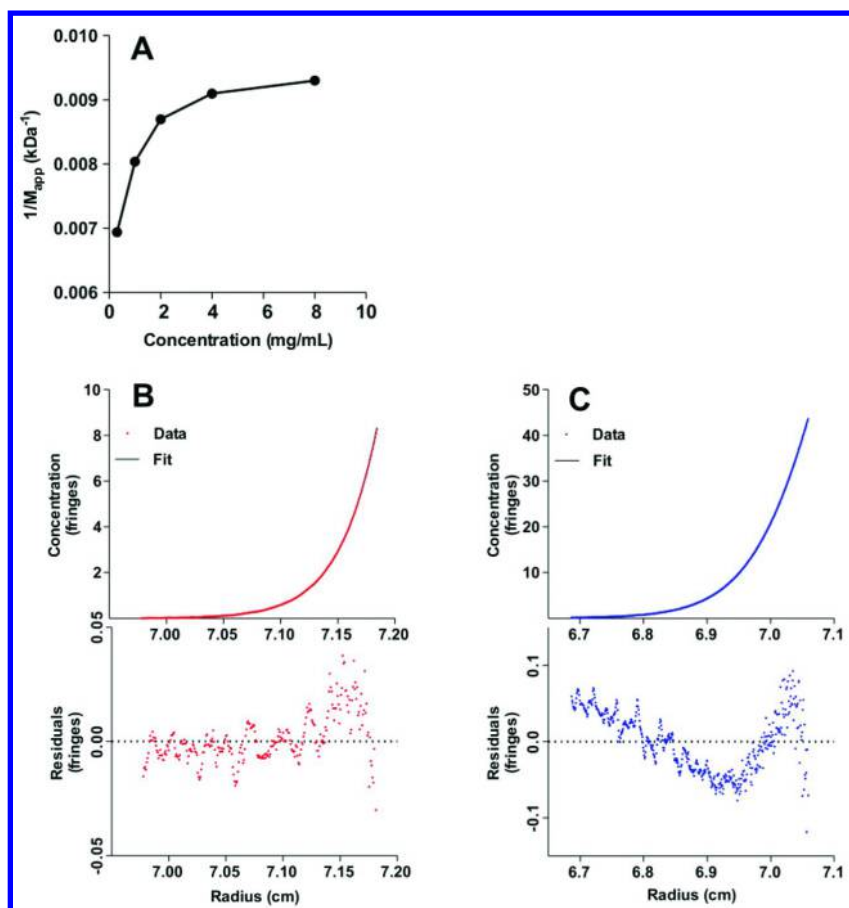 A
0.010
0.009
0.008
0.007
0.006
1/Mapp (kDa-1)
0 2 4 6 8 10
Concentration (mg/mL)
B
10
8
6
4
2
Concentration
(fringes)
Data
Fit
7.00 7.05 7.10 7.15 7.20
0.05
0.00
-0.05
Residuals
(fringes)
7.00 7.05 7.10 7.15 7.20
Radius (cm)
C
50
40
30
20
10
Concentration
(fringes)
Data
Fit
6.7 6.8 6.9 7.0 7.1
0.1
0.0
-0.1
Residuals
(fringes)
6.7 6.8 6.9 7.0 7.1
Radius (cm)